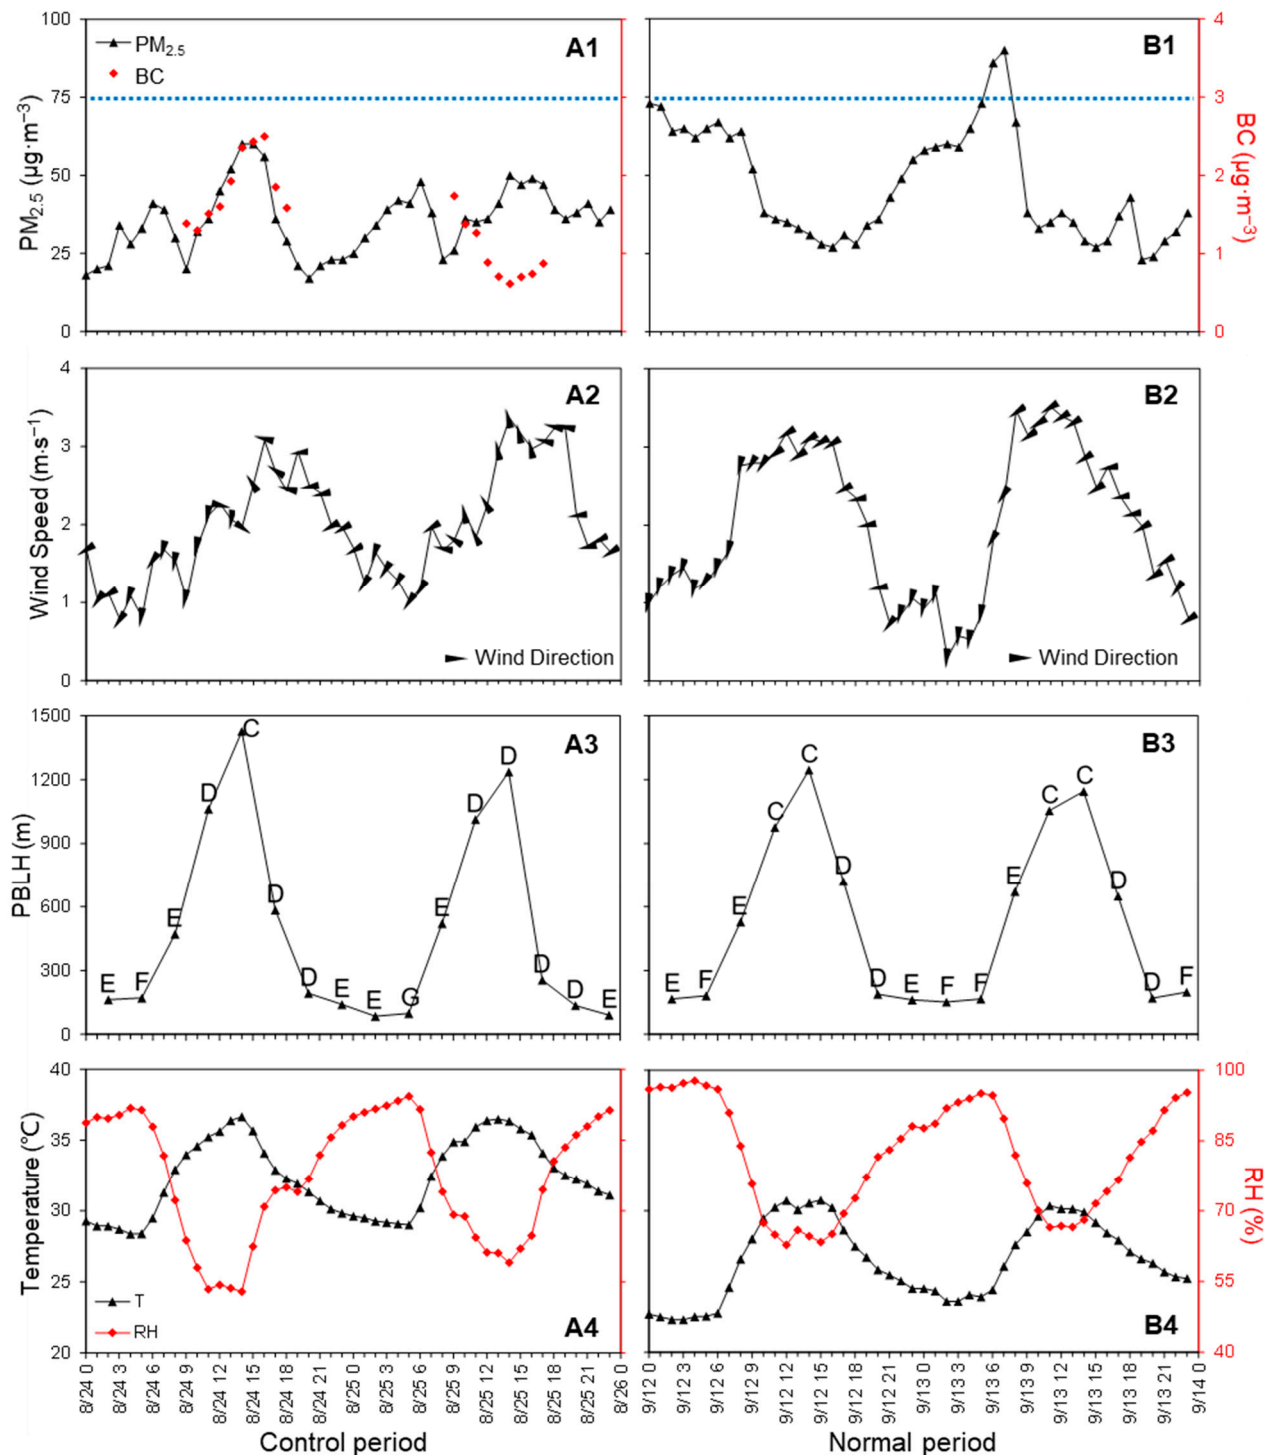 100
75
50
25
0
PM2.5 (μg·m−3)
PM2.5
BC
A1
B1
4
3
2
1
0
BC (μg·m−3)
4
3
2
1
0
Wind Speed (m·s−1)
A2
Wind Direction
B2
Wind Direction
1500
1200
900
600
300
0
PBLH (m)
A3
E F E D C D D E E G E D D D D E
B3
E F E C C D D E F F E C C D D F
40
35
30
25
20
Temperature (°C)
T
RH
A4
B4
100
85
70
55
40
RH (%)
8/24 0
8/24 3
8/24 6
8/24 9
8/24 12
8/24 15
8/24 18
8/24 21
8/25 0
8/25 3
8/25 6
8/25 9
8/25 12
8/25 15
8/25 18
8/25 21
8/26 0
Control period
9/12 0
9/12 3
9/12 6
9/12 9
9/12 12
9/12 15
9/12 18
9/12 21
9/13 0
9/13 3
9/13 6
9/13 9
9/13 12
9/13 15
9/13 18
9/13 21
9/14 0
Normal period